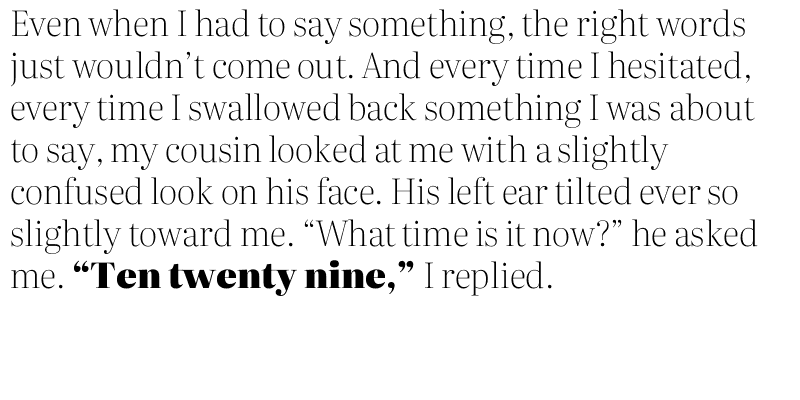 Even when I had to say something, the right words
just wouldn’t come out. And every time I hesitated,
every time I swallowed back something I was about
to say, my cousin looked at me with a slightly
confused look on his face. His left ear tilted ever so
slightly toward me. “What time is it now?” he asked
me. “Ten twenty nine,” I replied.